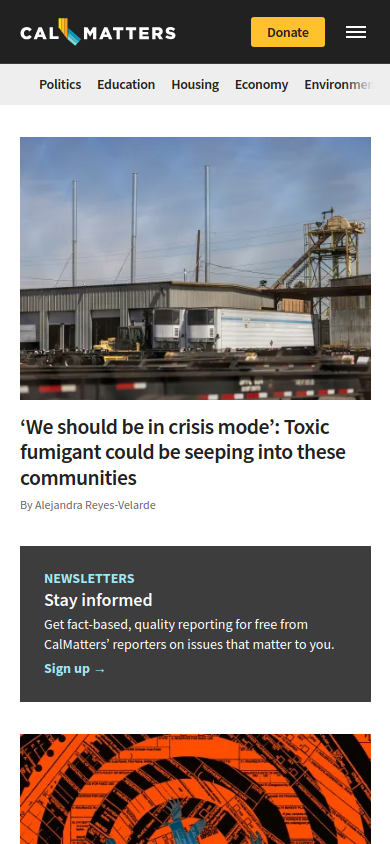 CAL MATTERS
Donate
Politics Education Housing Economy Environmen
‘We should be in crisis mode’: Toxic
fumigant could be seeping into these
communities
By Alejandra Reyes-Velarde
NEWSLETTERS
Stay informed
Get fact-based, quality reporting for free from
CalMatters’ reporters on issues that matter to you.
Sign up →